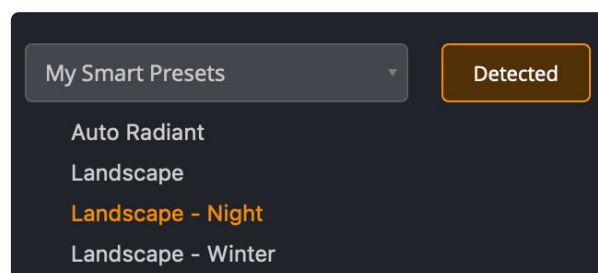 My Smart Presets
Detected
Auto Radiant
Landscape
Landscape - Night
Landscape - Winter